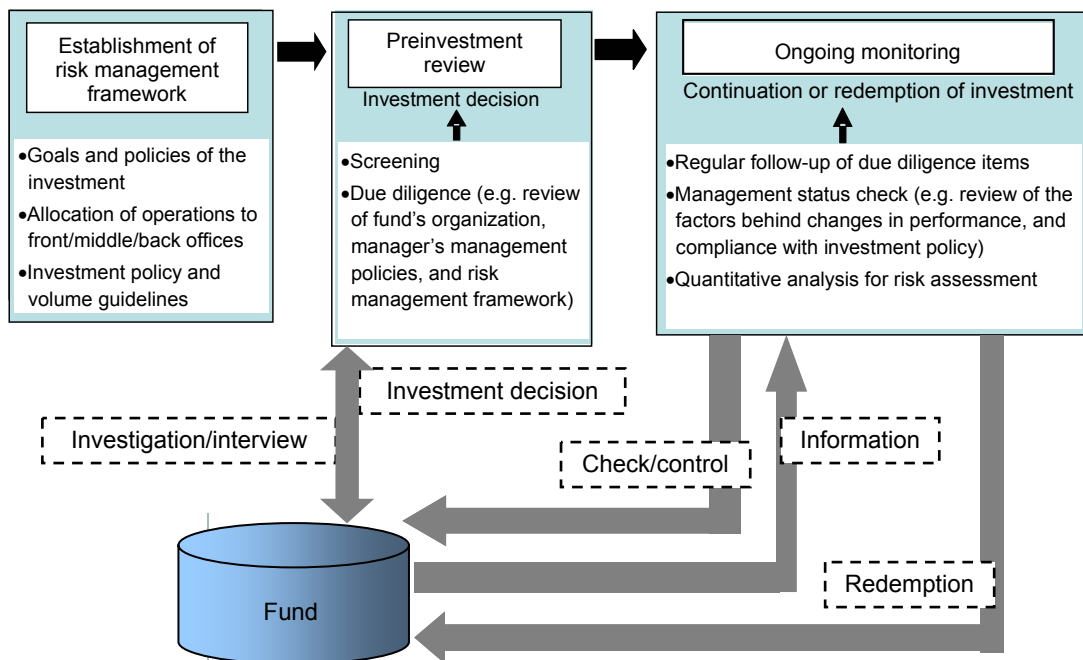 Establishment of
risk management
framework
•Goals and policies of the
investment
•Allocation of operations to
front/middle/back offices
•Investment policy and
volume guidelines
Preinvestment
review
Investment decision
•Screening
•Due diligence (e.g. review
of fund's organization,
manager's management
policies, and risk
management framework)
Ongoing monitoring
Continuation or redemption of investment
•Regular follow-up of due diligence items
•Management status check (e.g. review of the
factors behind changes in performance, and
compliance with investment policy)
•Quantitative analysis for risk assessment
Investment decision
Investigation/interview
Check/control
Information
Redemption
Fund